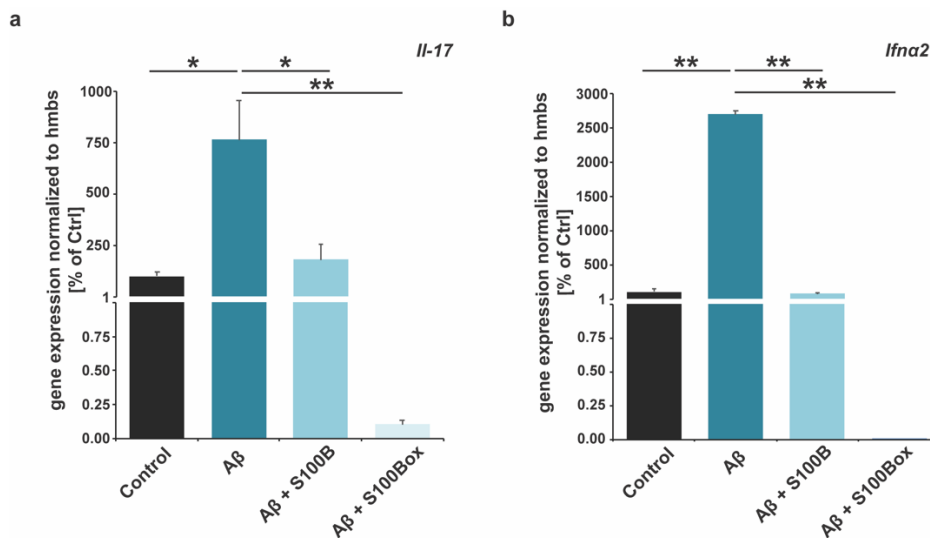 a
Il-17
* *
**
gene expression normalized to hmbs
[% of Ctrl]
1000
750
500
250
1
0.75
0.50
0.25
0.00
Control
Aβ
Aβ + S100B
Aβ + S100Box
b
Ifnα2
** **
**
gene expression normalized to hmbs
[% of Ctrl]
3000
2500
2000
1500
1000
500
1
0.75
0.50
0.25
0.00
Control
Aβ
Aβ + S100B
Aβ + S100Box